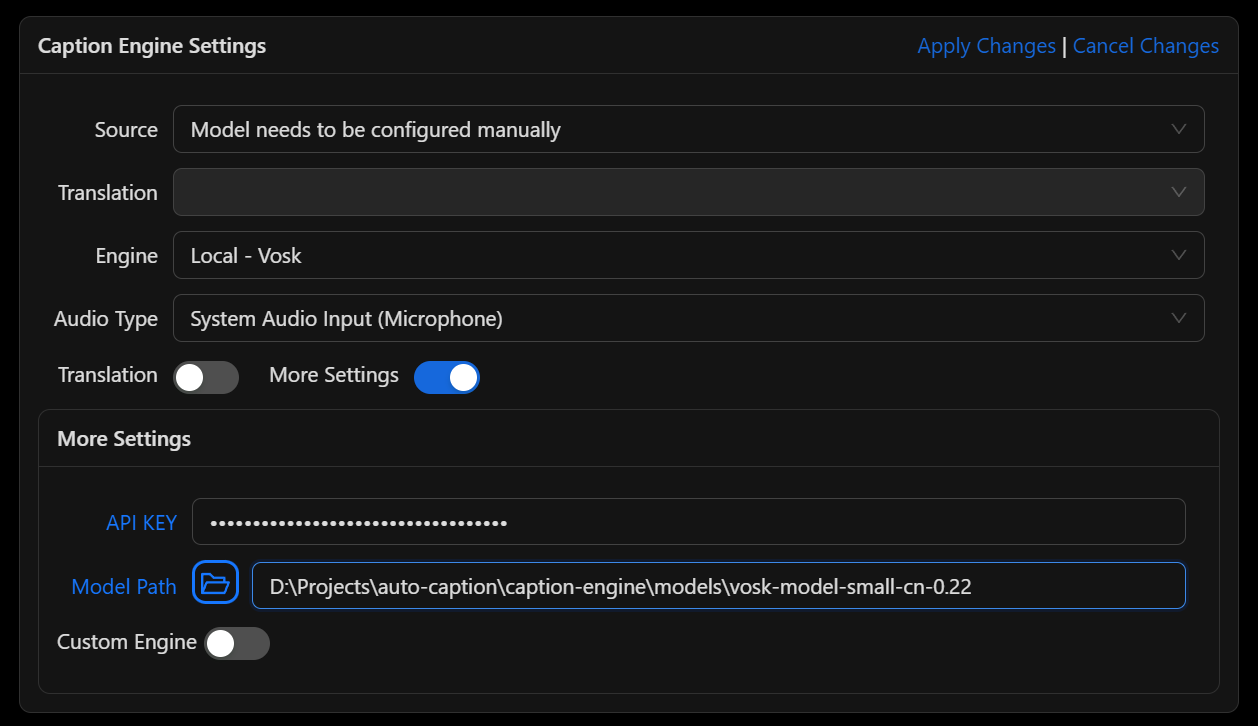 Caption Engine Settings Apply Changes | Cancel Changes
Source Model needs to be configured manually
Translation
Engine Local - Vosk
Audio Type System Audio Input (Microphone)
Translation More Settings
More Settings
API KEY •••••••••••••••••••••••••••••••••••
Model Path D:\Projects\auto-caption\caption-engine\models\vosk-model-small-cn-0.22
Custom Engine